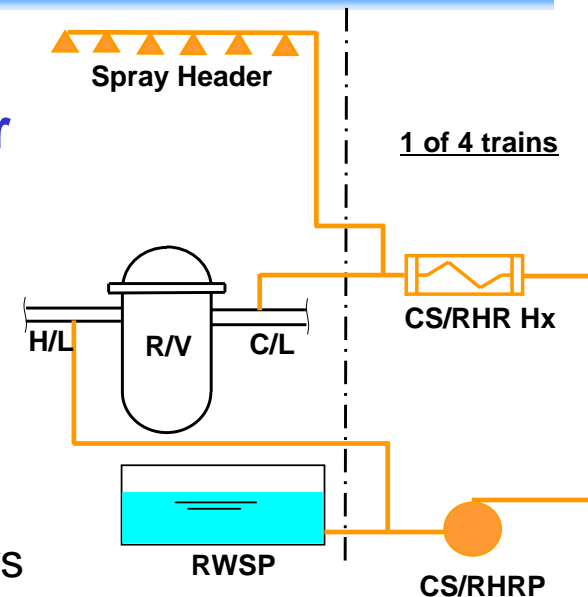 Spray Header
r
1 of 4 trains
CS/RHR Hx
H/L
R/V
C/L
RWSP
s
CS/RHRP